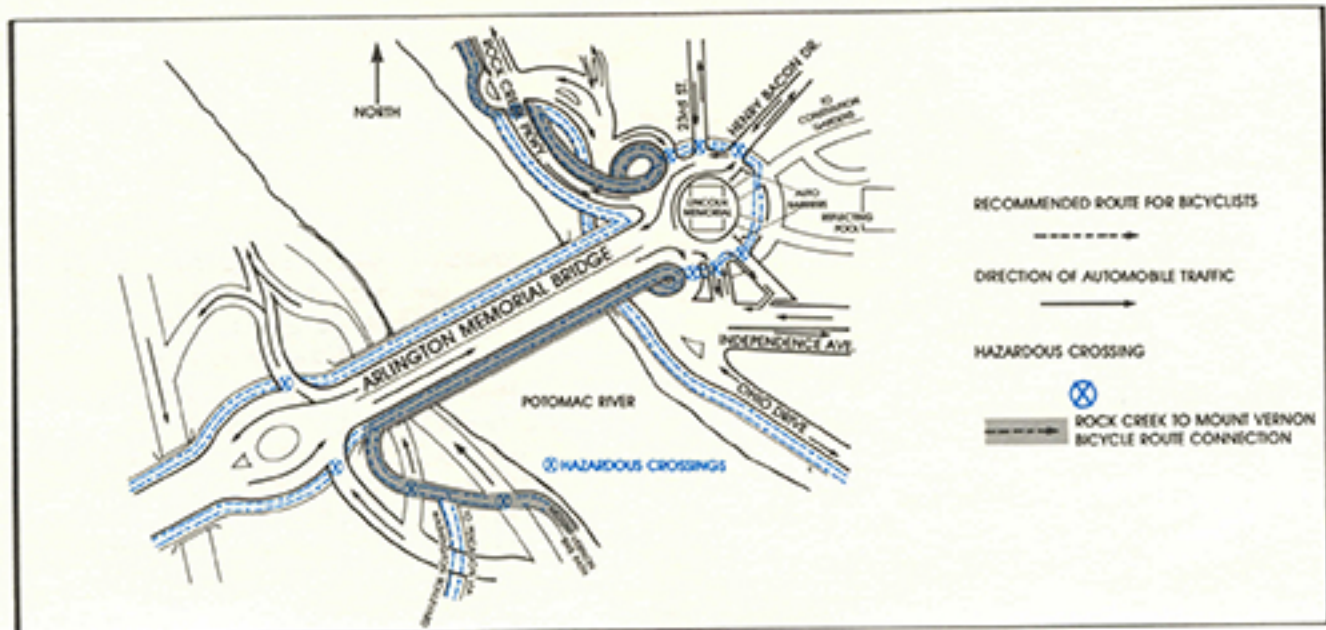 NORTH
ROCK CREEK PKWY.
23RD ST.
HENRY BACON DR.
TO
CONSTITUTION
GARDENS
AUTO
BARRIERS
LINCOLN
MEMORIAL
REFLECTING
POOL
ARLINGTON MEMORIAL BRIDGE
INDEPENDENCE AVE.
OHIO DRIVE
POTOMAC RIVER
HAZARDOUS CROSSINGS
RECOMMENDED ROUTE FOR BICYCLISTS
DIRECTION OF AUTOMOBILE TRAFFIC
HAZARDOUS CROSSING
ROCK CREEK TO MOUNT VERNON
BICYCLE ROUTE CONNECTION